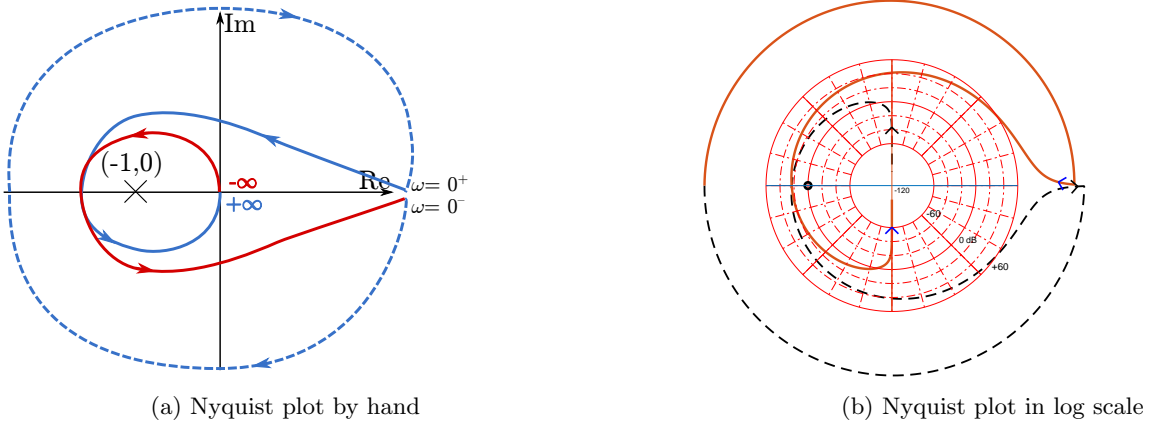 Im
(-1,0)
Re
-∞
+∞
ω= 0⁺
ω= 0⁻
(a) Nyquist plot by hand
-120
-60
0 dB
+60
(b) Nyquist plot in log scale